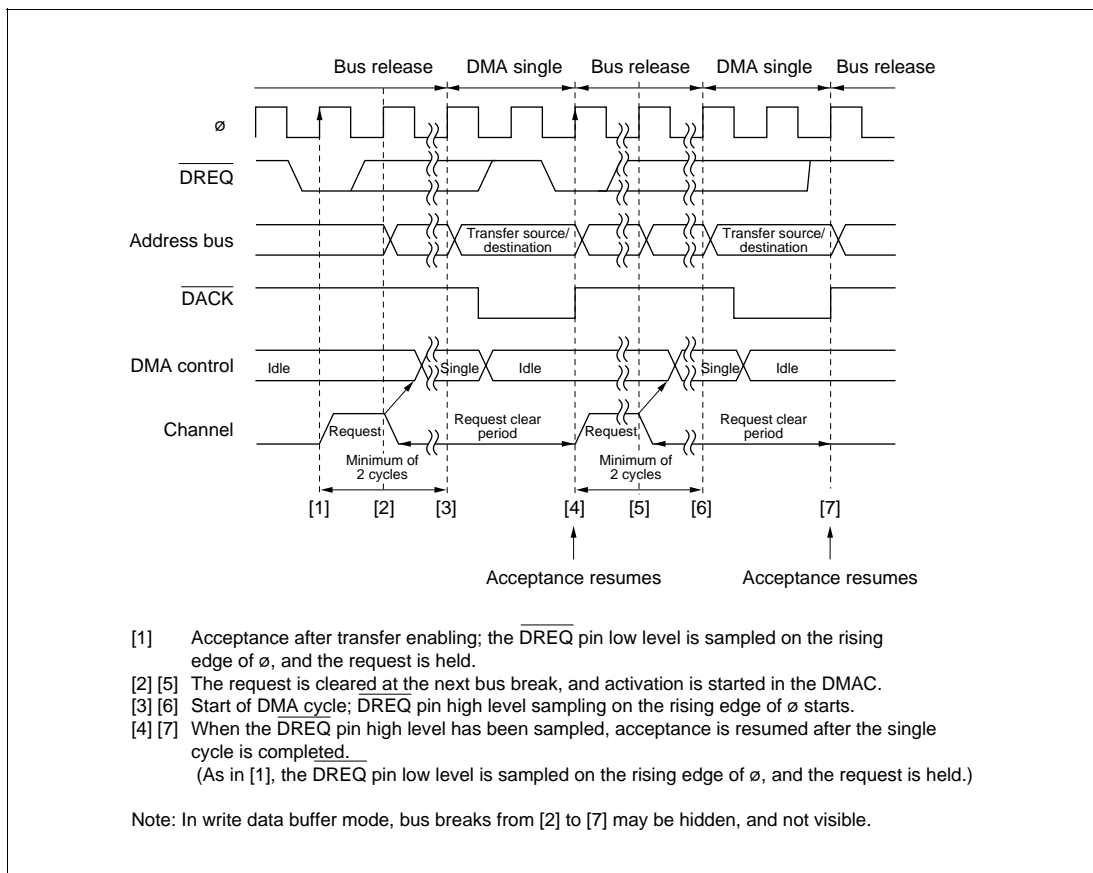 Bus release DMA single Bus release DMA single Bus release
ø
DREQ
Address bus Transfer source/ destination Transfer source/ destination
DACK
DMA control Idle Single Idle Single Idle
Channel Request Request clear period Request Request clear period
Minimum of 2 cycles Minimum of 2 cycles
[1] [2] [3] [4] [5] [6] [7]
Acceptance resumes Acceptance resumes
[1] Acceptance after transfer enabling; the DREQ pin low level is sampled on the rising
edge of ø, and the request is held.
[2] [5] The request is cleared at the next bus break, and activation is started in the DMAC.
[3] [6] Start of DMA cycle; DREQ pin high level sampling on the rising edge of ø starts.
[4] [7] When the DREQ pin high level has been sampled, acceptance is resumed after the single
cycle is completed.
(As in [1], the DREQ pin low level is sampled on the rising edge of ø, and the request is held.)
Note: In write data buffer mode, bus breaks from [2] to [7] may be hidden, and not visible.